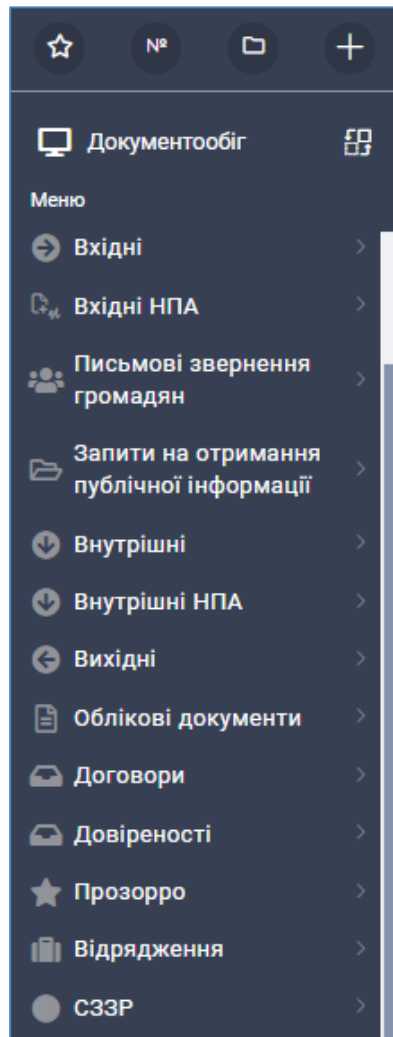 №
Документообіг
Меню
Вхідні
Вхідні НПА
Письмові звернення
громадян
Запити на отримання
публічної інформації
Внутрішні
Внутрішні НПА
Вихідні
Облікові документи
Договори
Довіреності
Прозорро
Відрядження
СЗЗР